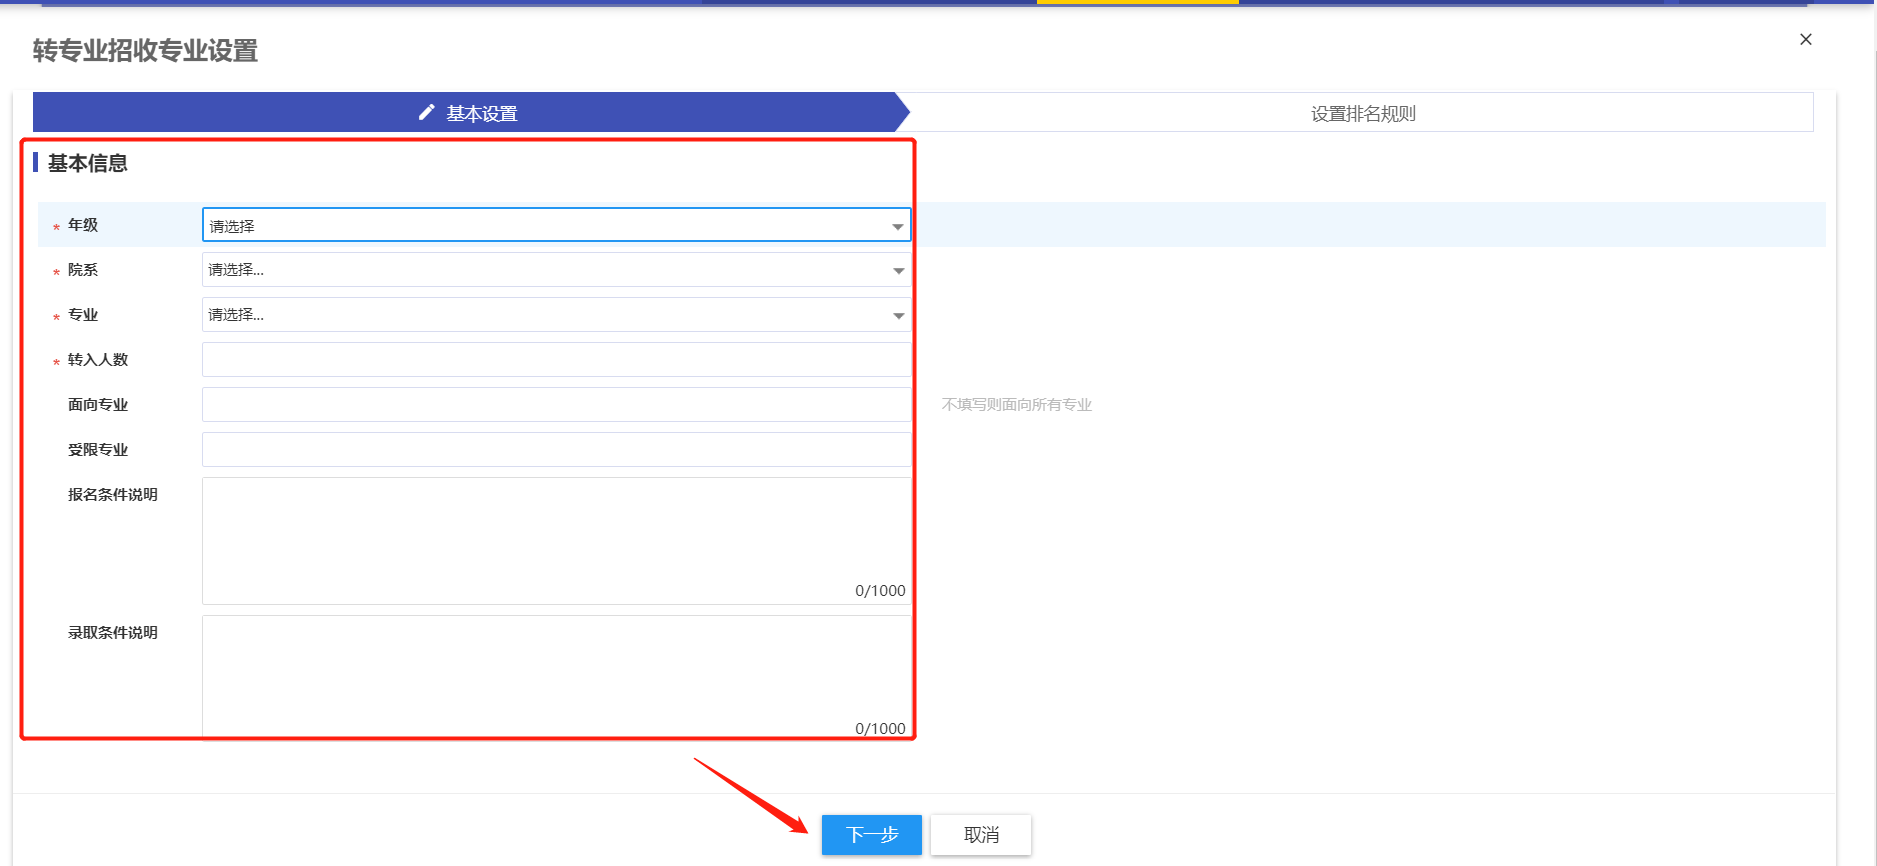 转专业招收专业设置
基本设置
设置排名规则
基本信息
* 年级 请选择
* 院系 请选择...
* 专业 请选择...
* 转入人数
面向专业 不填写则面向所有专业
受限专业
报名条件说明
0/1000
录取条件说明
0/1000
下一步 取消